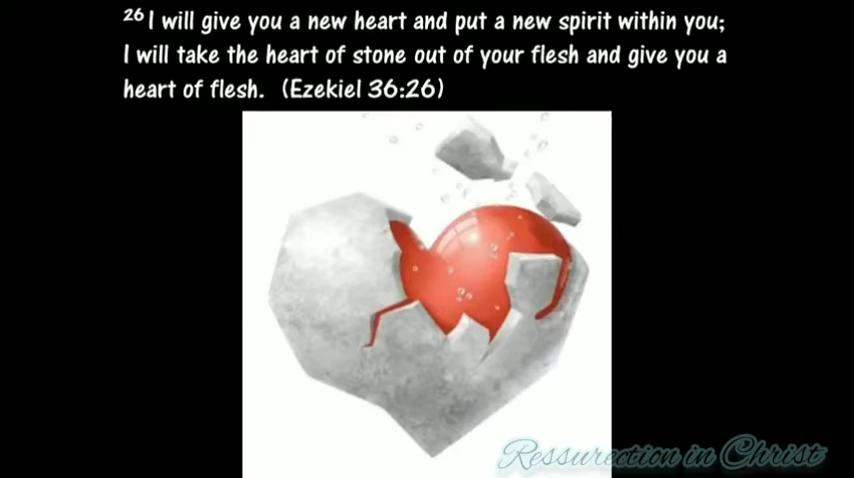 26 I will give you a new heart and put a new spirit within you;
I will take the heart of stone out of your flesh and give you a
heart of flesh. (Ezekiel 36:26)
Ressurection in Christ